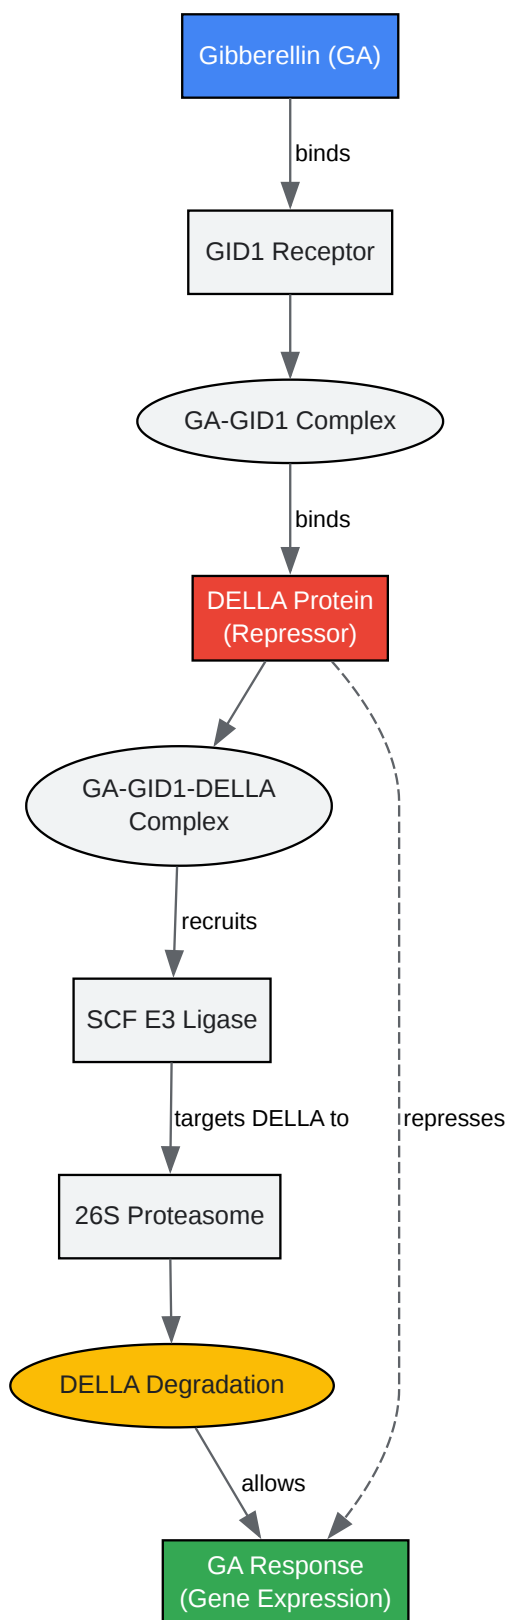 Gibberellin (GA)
binds
GID1 Receptor
GA-GID1 Complex
binds
DELLA Protein
(Repressor)
GA-GID1-DELLA
Complex
recruits
SCF E3 Ligase
targets DELLA to
represses
26S Proteasome
DELLA Degradation
allows
GA Response
(Gene Expression)